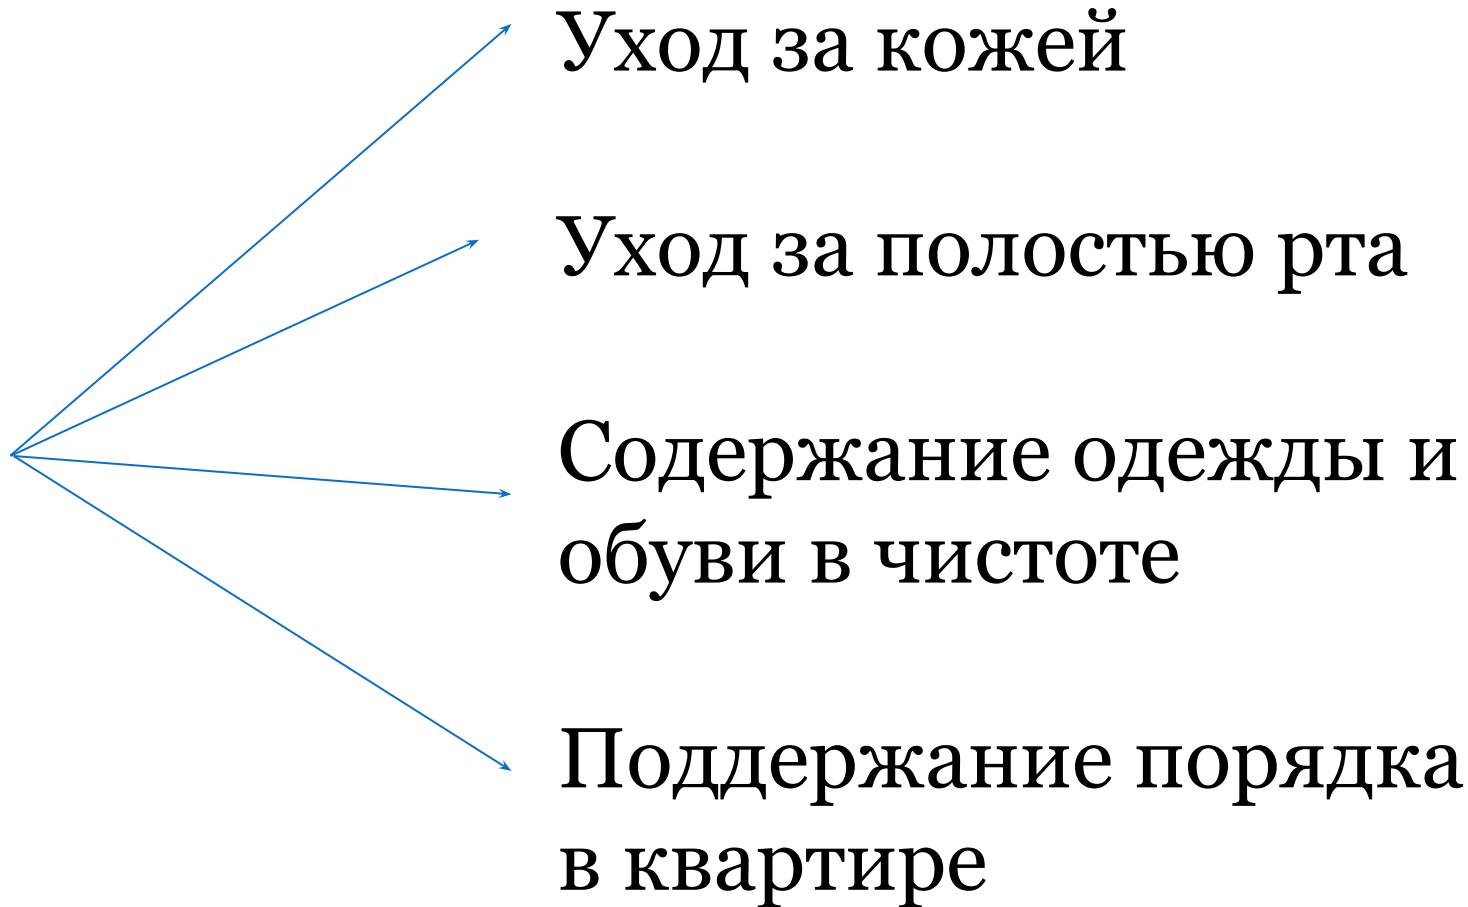 Уход за кожей
Уход за полостью рта
Содержание одежды и
обуви в чистоте
Поддержание порядка
в квартире